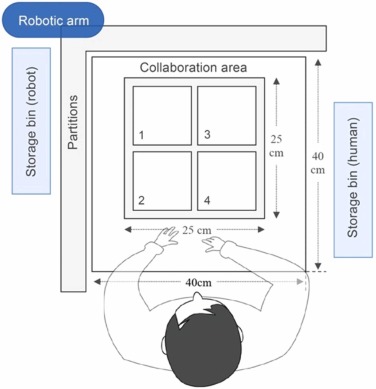 Robotic arm
Storage bin (robot)
Partitions
Collaboration area
1
3
2
4
25
cm
40
cm
Storage bin (human)
25 cm
40cm